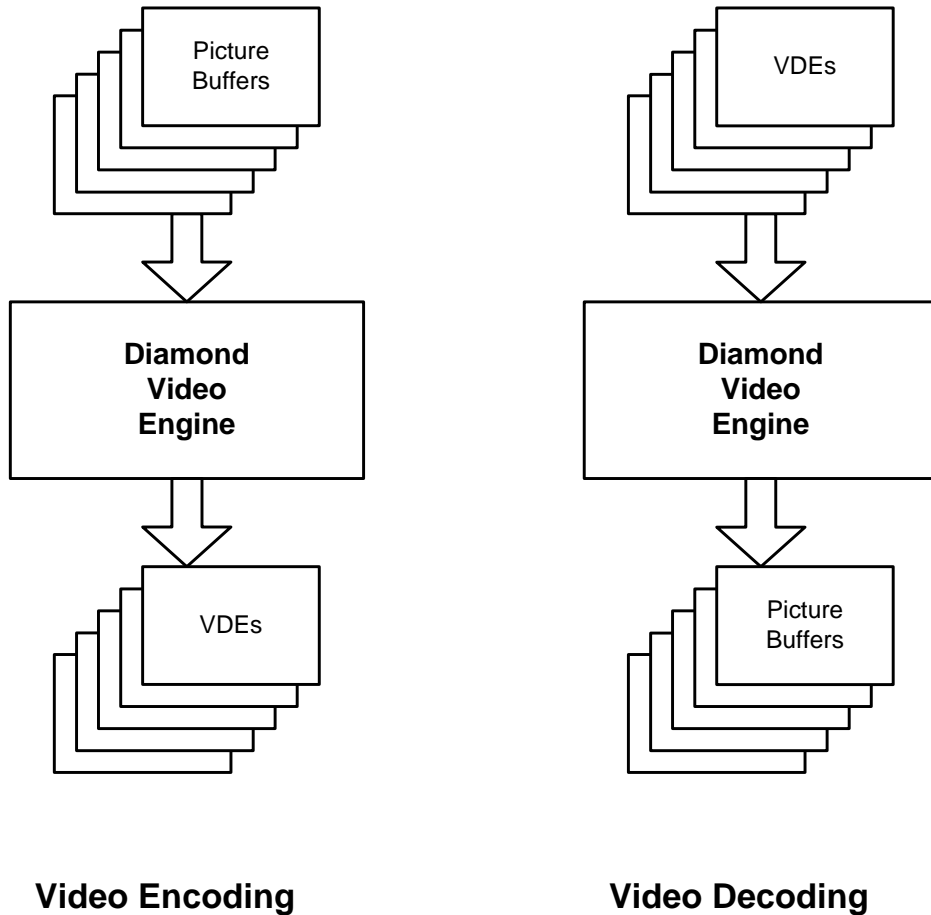 Picture
Buffers
Diamond
Video
Engine
VDEs
Video Encoding
VDEs
Diamond
Video
Engine
Picture
Buffers
Video Decoding